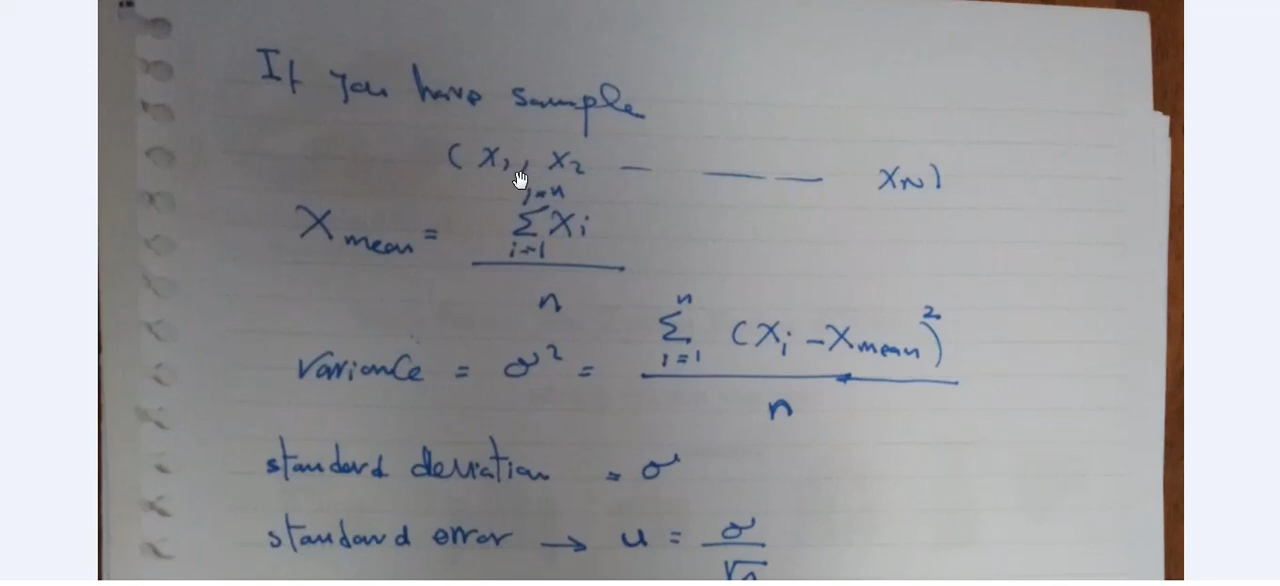 If you have sample
(X1, X2 — — — XN)
Xmean = ∑ i=1 i=n Xi / n
Variance = σ² = ∑ i=1 n (Xi - Xmean)² / n
standard deviation = σ
standard error → u = σ / √n